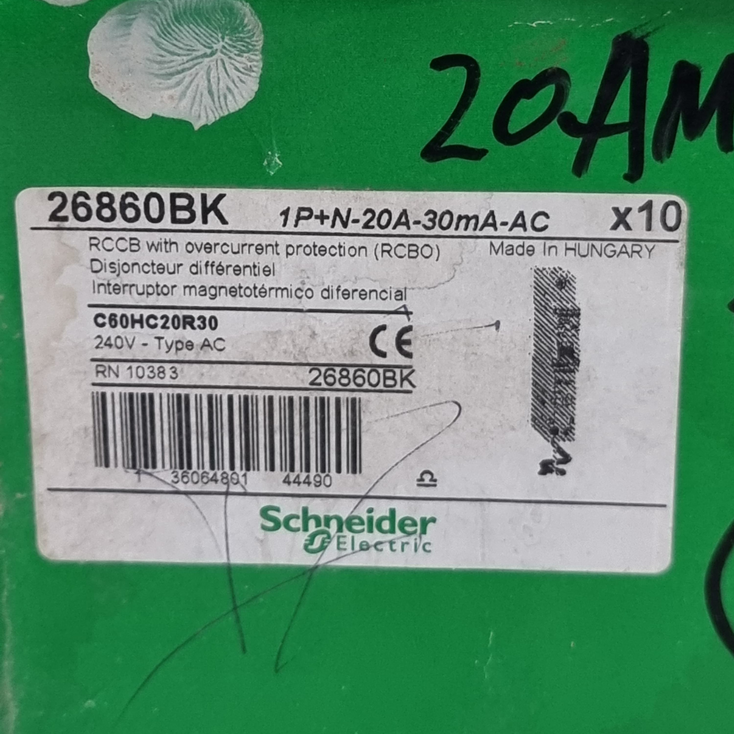 20AM
26860BK 1P+N-20A-30mA-AC x10
RCCB with overcurrent protection (RCBO) Made In HUNGARY
Disjoncteur différentiel
Interruptor magnetotérmico diferencial
C60HC20R30
240V - Type AC CE
RN 10383 26860BK
1 36064801 44490
Schneider
Electric